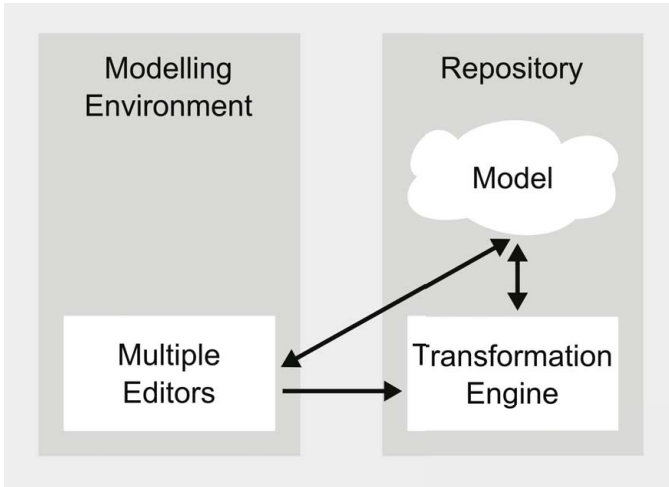 Modelling
Environment
Repository
Model
Multiple
Editors
Transformation
Engine